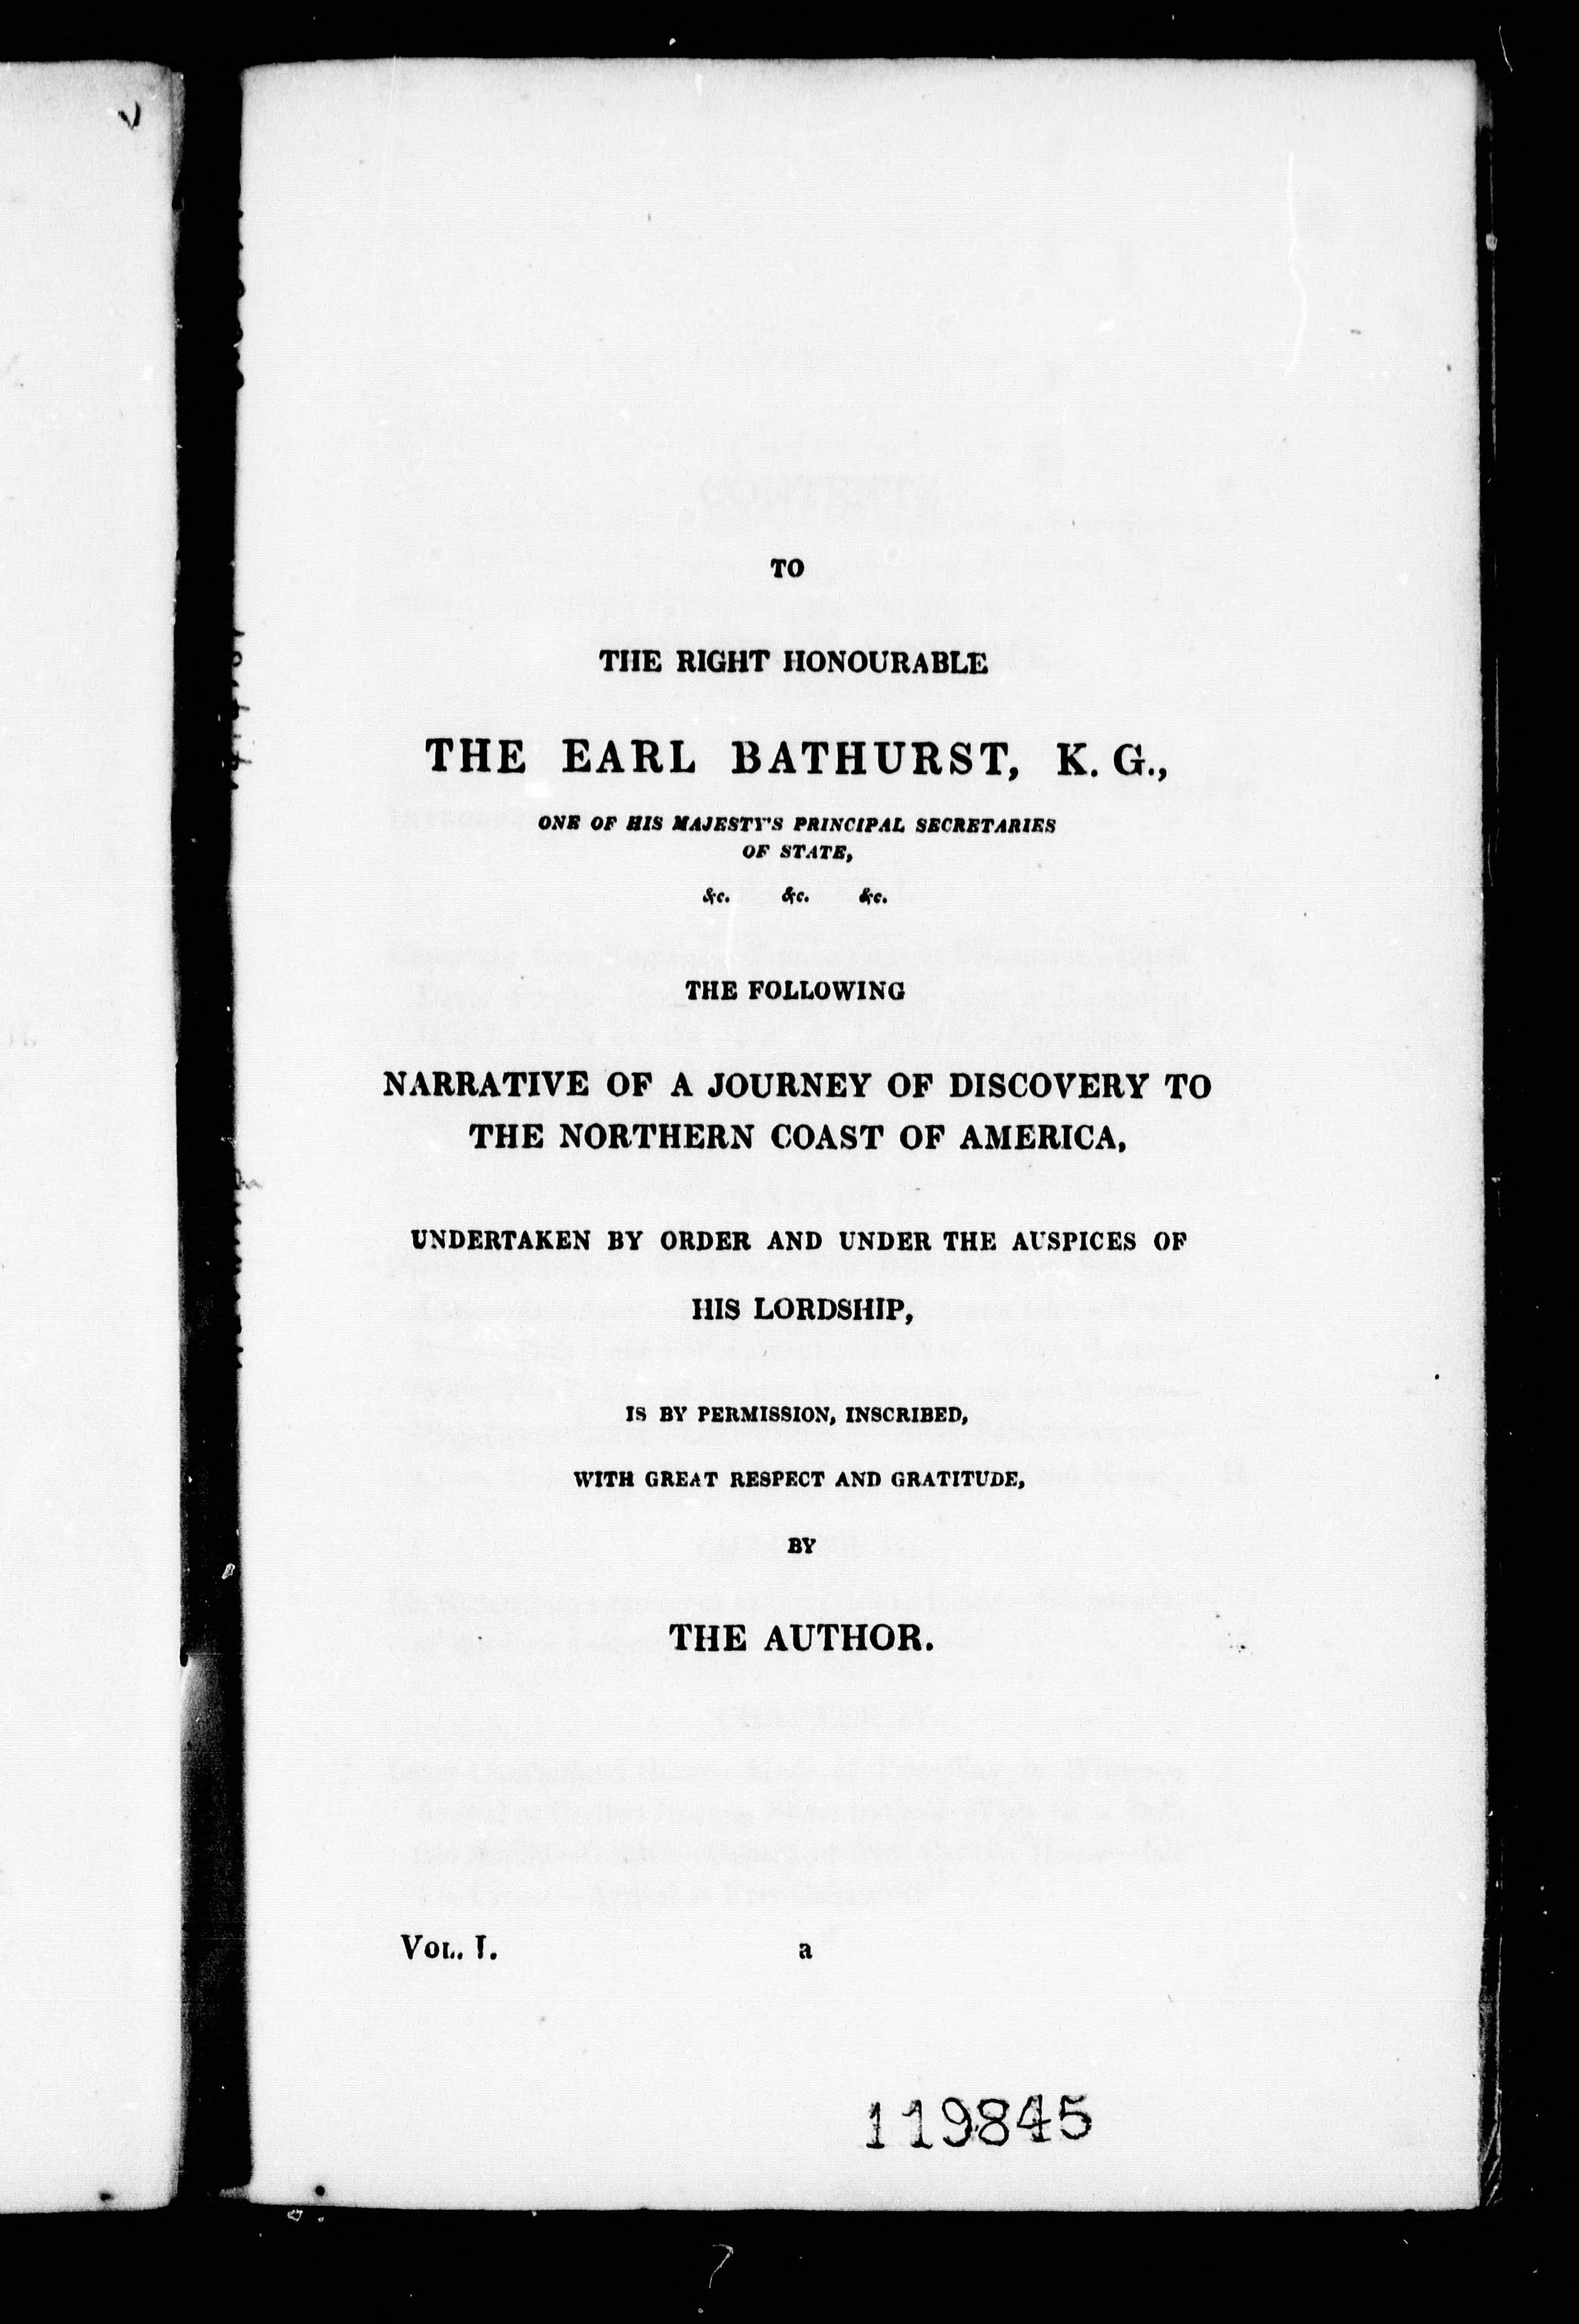 TO
THE RIGHT HONOURABLE
THE EARL BATHURST, K. G.,
ONE OF HIS MAJESTY'S PRINCIPAL SECRETARIES
OF STATE,
&c. &c. &c.
THE FOLLOWING
NARRATIVE OF A JOURNEY OF DISCOVERY TO
THE NORTHERN COAST OF AMERICA,
UNDERTAKEN BY ORDER AND UNDER THE AUSPICES OF
HIS LORDSHIP,
IS BY PERMISSION, INSCRIBED,
WITH GREAT RESPECT AND GRATITUDE,
BY
THE AUTHOR.
VOL. I. a
119845